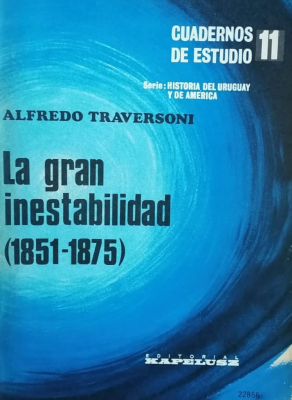 CUADERNOS
DE ESTUDIO 11
Serie: HISTORIA DEL URUGUAY
Y DE AMERICA
ALFREDO TRAVERSONI
La gran
inestabilidad
(1851-1875)
EDITORIAL
KAPELUSZ